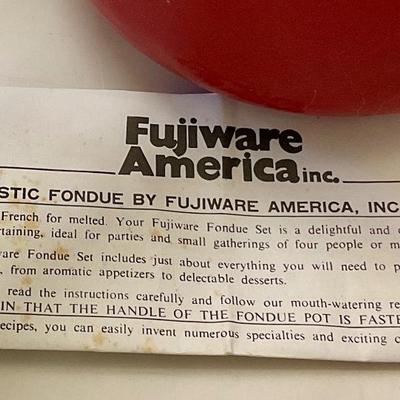 Fujiware
America inc.
STIC FONDUE BY FUJIWARE AMERICA, INC
French for melted. Your Fujiware Fondue Set is a delightful and
rtaining, ideal for parties and small gatherings of four people or m
ware Fondue Set includes just about everything you will need to p
, from aromatic appetizers to delectable desserts.
read the instructions carefully and follow our mouth-watering re
IN THAT THE HANDLE OF THE FONDUE POT IS FASTE
ecipes, you can easily invent numerous specialties and exciting c